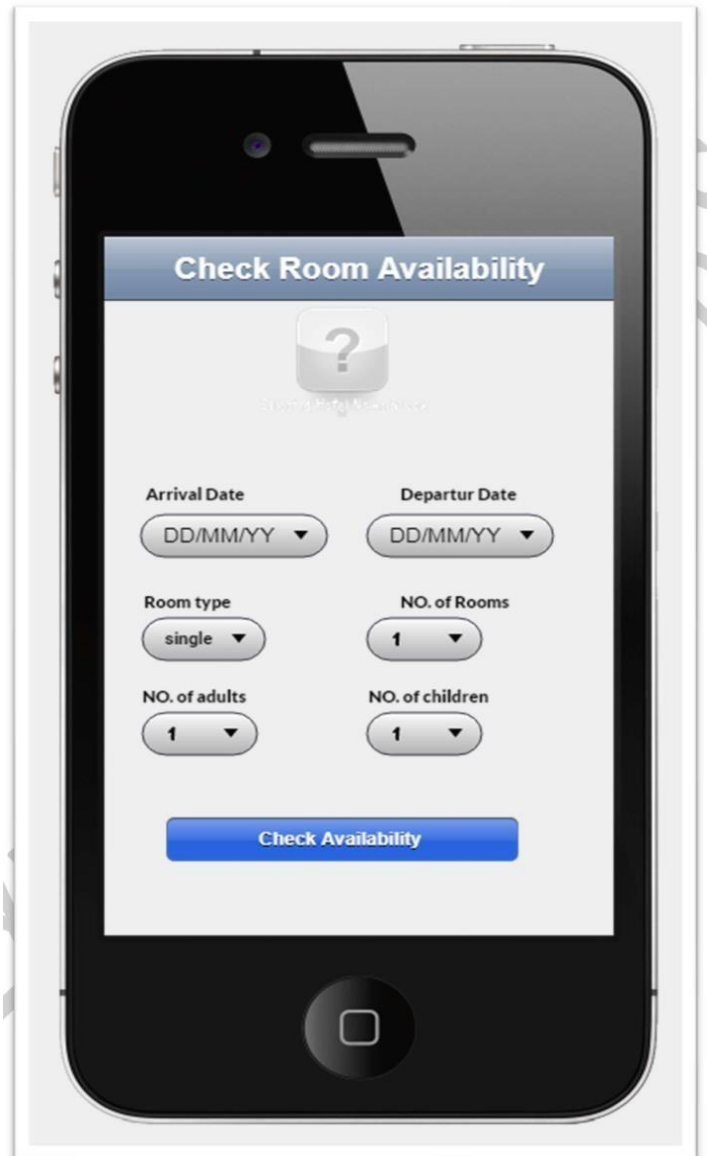 Check Room Availability
?
Arrival Date Departur Date
DD/MM/YY DD/MM/YY
Room type NO. of Rooms
single 1
NO. of adults NO. of children
1 1
Check Availability